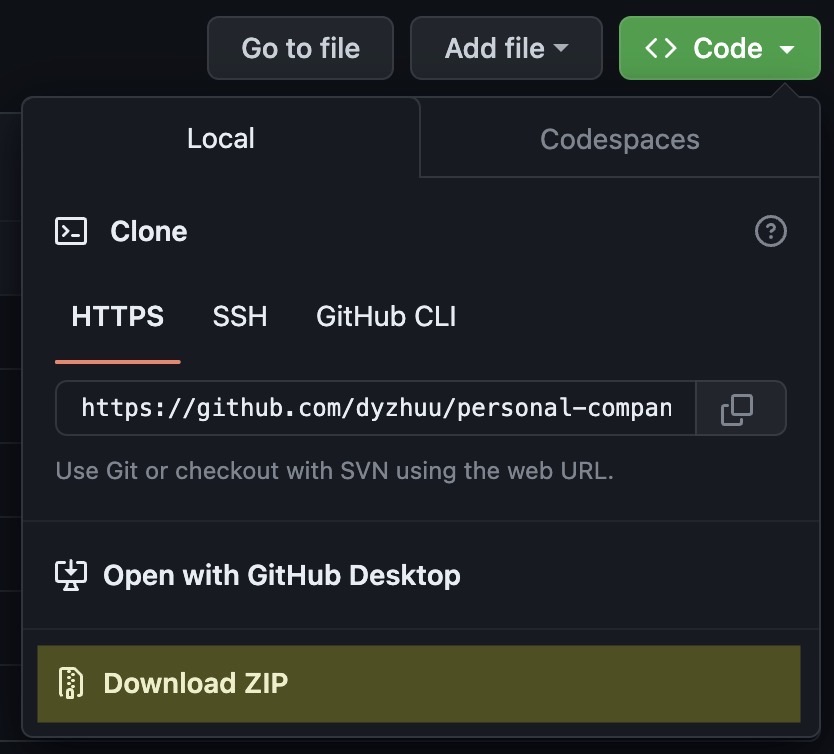 Go to file
Add file
Code
Local
Codespaces
Clone
HTTPS
SSH
GitHub CLI
https://github.com/dyzhuu/personal-compan
Use Git or checkout with SVN using the web URL.
Open with GitHub Desktop
Download ZIP